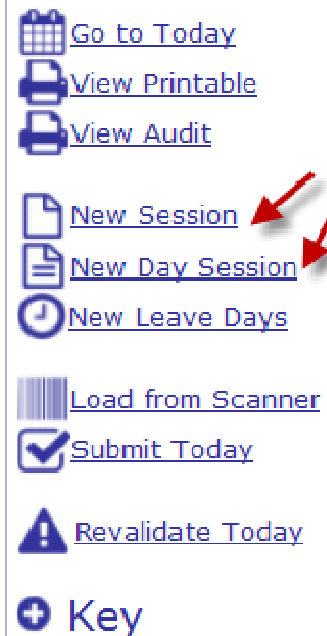 Go to Today
View Printable
View Audit
New Session
New Day Session
New Leave Days
Load from Scanner
Submit Today
Revalidate Today
Key